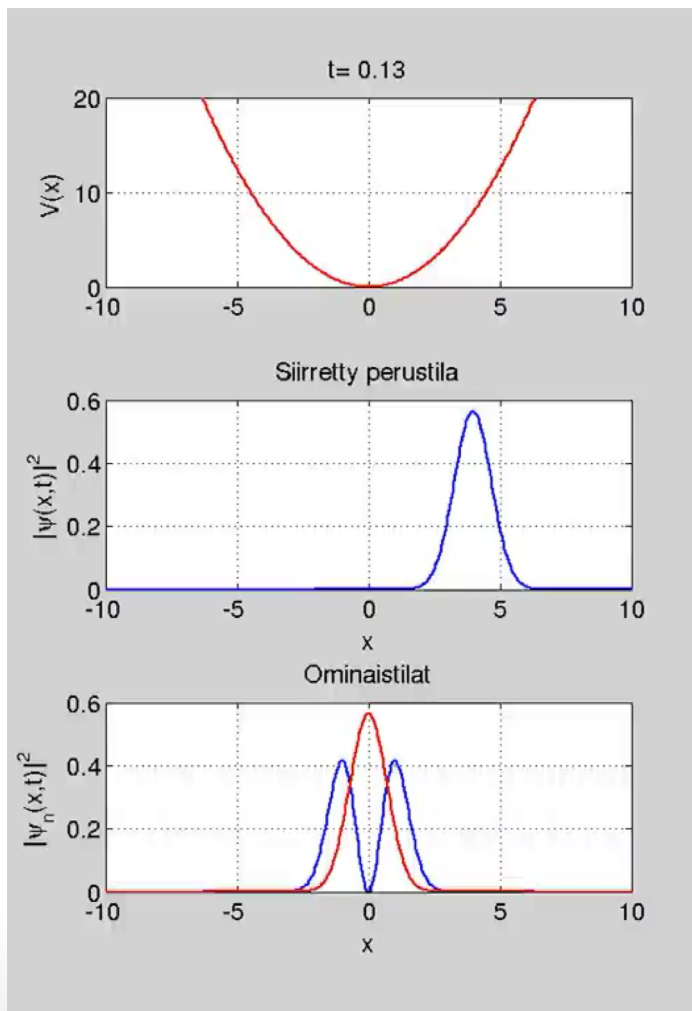 t= 0.13
20
10
0
V(x)
-10 -5 0 5 10
Siirretty perustila
0.6
0.4
0.2
0
|ψ(x,t)|²
-10 -5 0 5 10
x
Ominaistilat
0.6
0.4
0.2
0
|ψₙ(x,t)|²
-10 -5 0 5 10
x